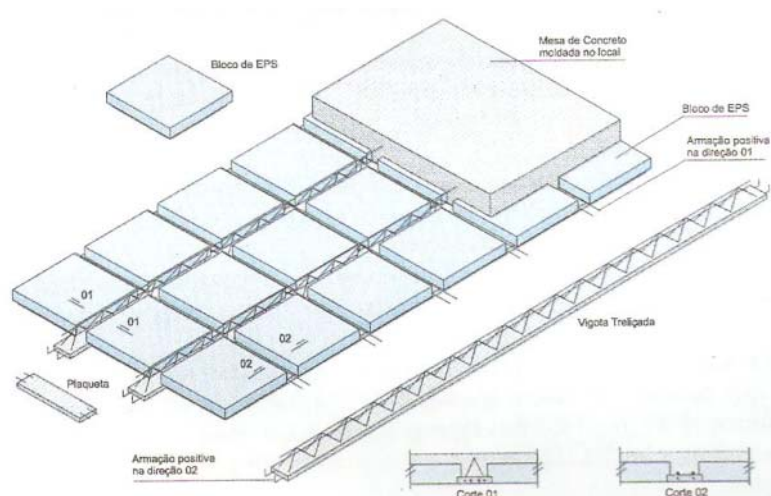 Bloco de EPS
Mesa de Concreto
moldada no local
Bloco de EPS
Armação positiva
na direção 01
01
01
02
02
Vigota Treliçada
Plaqueta
Armação positiva
na direção 02
Corte 01
Corte 02